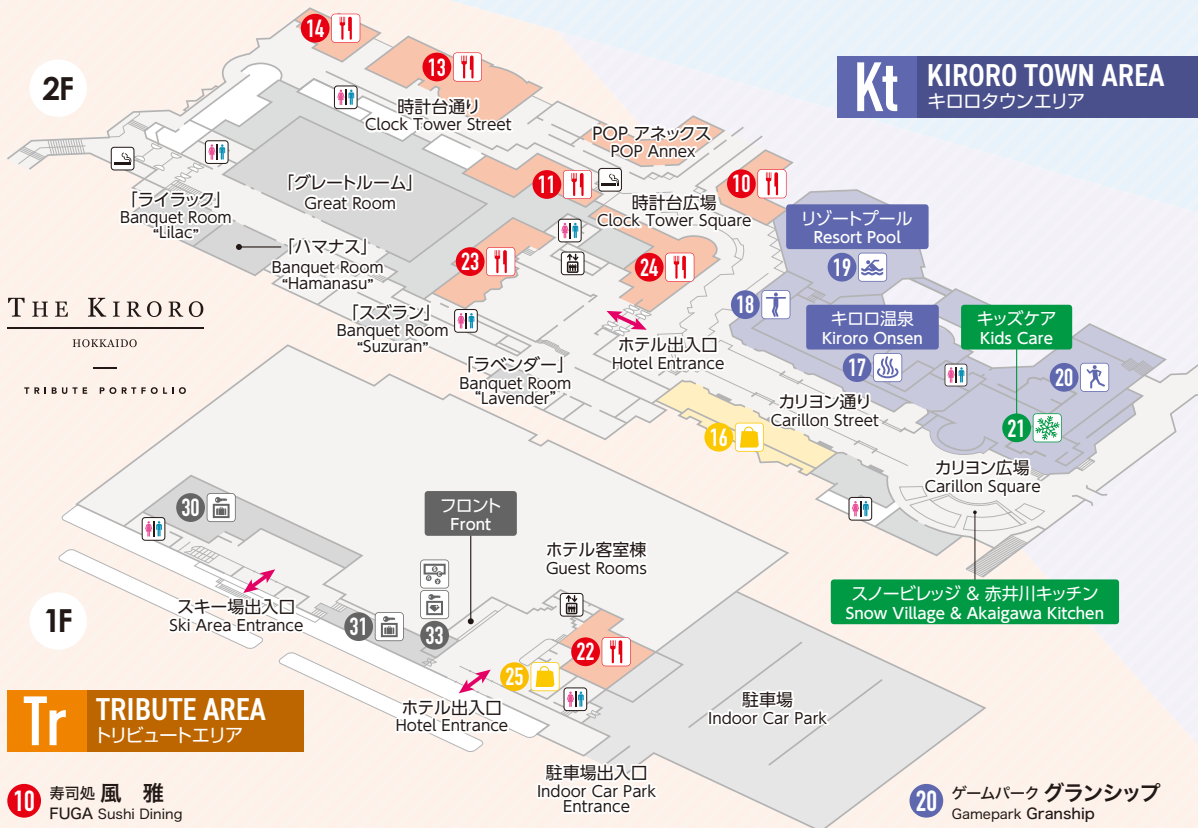 14
13
2F
時計台通り
Clock Tower Street
Kt
KIRORO TOWN AREA
キロロタウンエリア
POP アネックス
POP Annex
11
10
時計台広場
Clock Tower Square
「グレートルーム」
Great Room
「ライラック」
Banquet Room
“Lilac”
「ハマナス」
Banquet Room
“Hamanasu”
23
24
リゾートプール
Resort Pool
19
18
「スズラン」
Banquet Room
“Suzuran”
THE KIRORO
HOKKAIDO
TRIBUTE PORTFOLIO
ホテル出入口
Hotel Entrance
キロロ温泉
Kiroro Onsen
17
キッズケア
Kids Care
20
21
「ラベンダー」
Banquet Room
“Lavender”
カリヨン通り
Carillon Street
16
カリヨン広場
Carillon Square
30
フロント
Front
ホテル客室棟
Guest Rooms
スノービレッジ & 赤井川キッチン
Snow Village & Akaigawa Kitchen
スキー場出入口
Ski Area Entrance
1F
31
33
22
25
ホテル出入口
Hotel Entrance
駐車場
Indoor Car Park
Tr
TRIBUTE AREA
トリビュートエリア
駐車場出入口
Indoor Car Park
Entrance
10
寿司処 風 雅
FUGA Sushi Dining
20
ゲームパーク グランシップ
Gamepark Granship